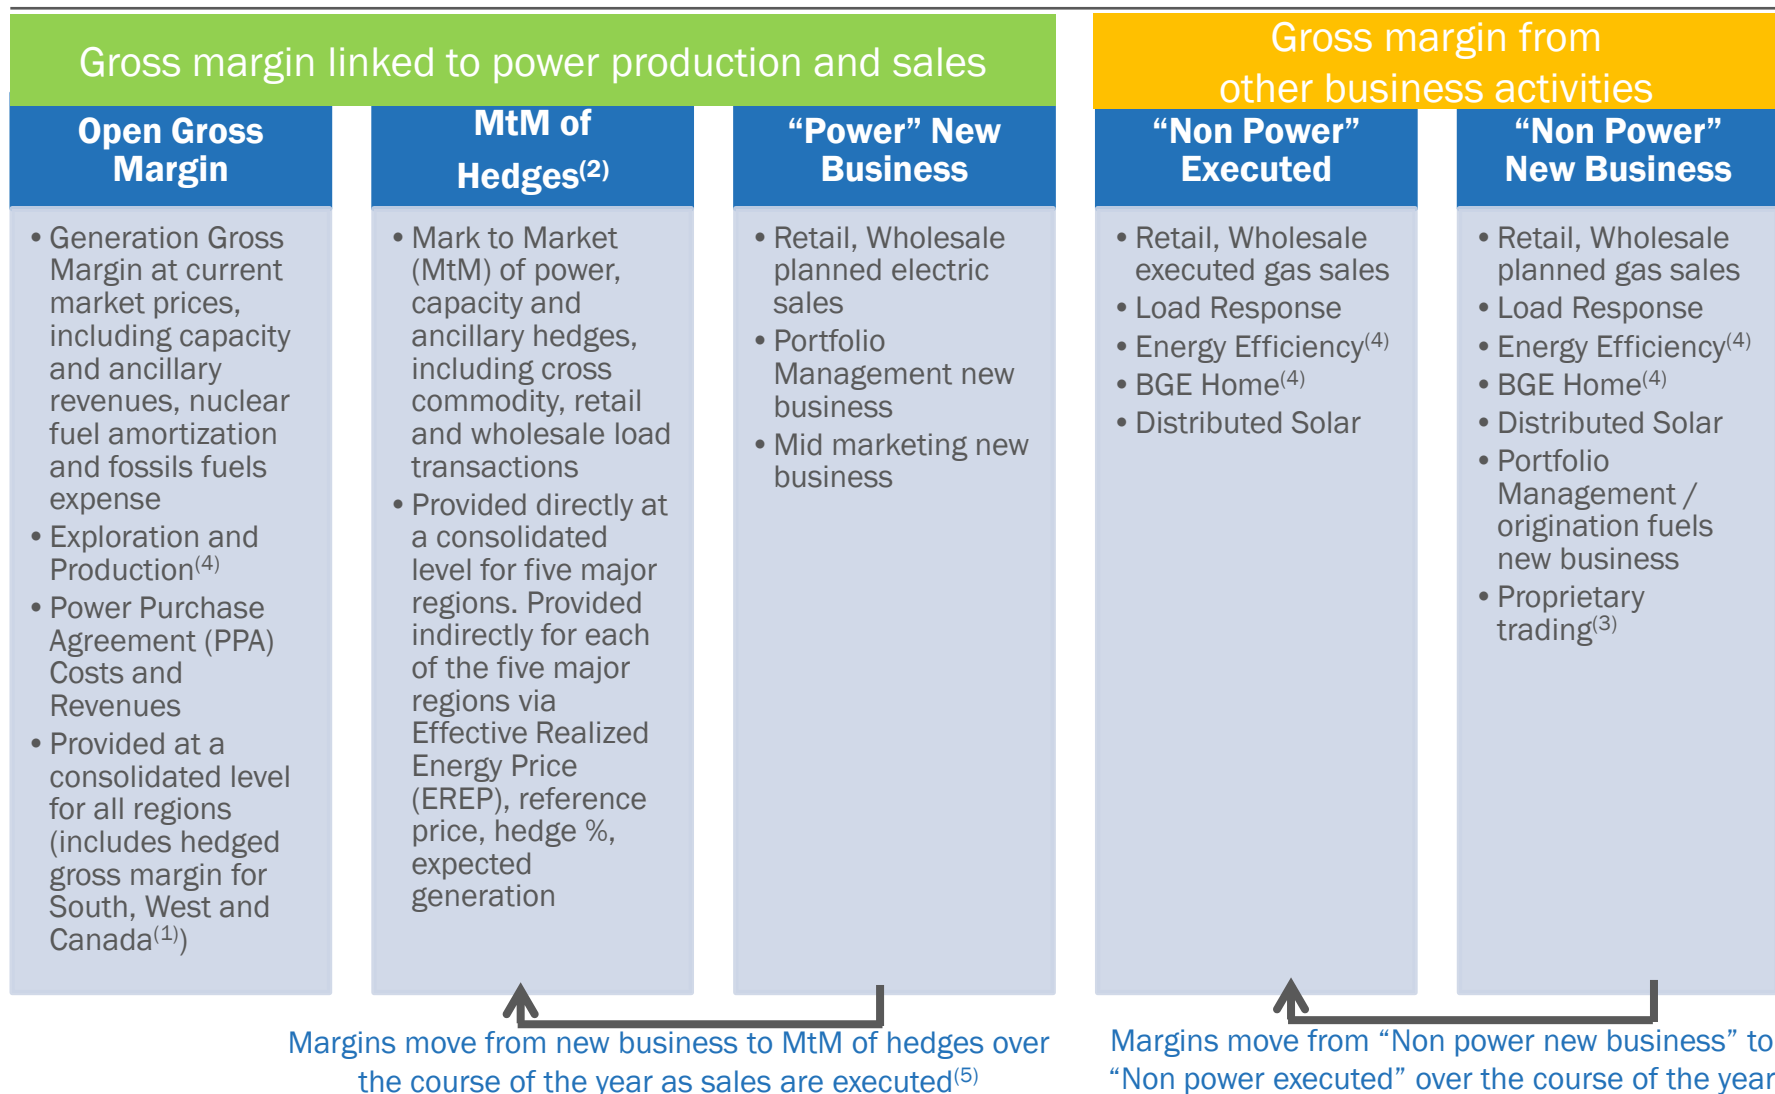 Gross margin linked to power production and sales
Gross margin from
other business activities
Open Gross
Margin
• Generation Gross
Margin at current
market prices,
including capacity
and ancillary
revenues, nuclear
fuel amortization
and fossils fuels
expense
• Exploration and
Production(4)
• Power Purchase
Agreement (PPA)
Costs and
Revenues
• Provided at a
consolidated level
for all regions
(includes hedged
gross margin for
South, West and
Canada(1))
MtM of
Hedges(2)
• Mark to Market
(MtM) of power,
capacity and
ancillary hedges,
including cross
commodity, retail
and wholesale load
transactions
• Provided directly at
a consolidated
level for five major
regions. Provided
indirectly for each
of the five major
regions via
Effective Realized
Energy Price
(EREP), reference
price, hedge %,
expected
generation
“Power” New
Business
• Retail, Wholesale
planned electric
sales
• Portfolio
Management new
business
• Mid marketing new
business
“Non Power”
Executed
• Retail, Wholesale
executed gas sales
• Load Response
• Energy Efficiency(4)
• BGE Home(4)
• Distributed Solar
“Non Power”
New Business
• Retail, Wholesale
planned gas sales
• Load Response
• Energy Efficiency(4)
• BGE Home(4)
• Distributed Solar
• Portfolio
Management /
origination fuels
new business
• Proprietary
trading(3)
Margins move from new business to MtM of hedges over
the course of the year as sales are executed(5)
Margins move from “Non power new business” to
“Non power executed” over the course of the year